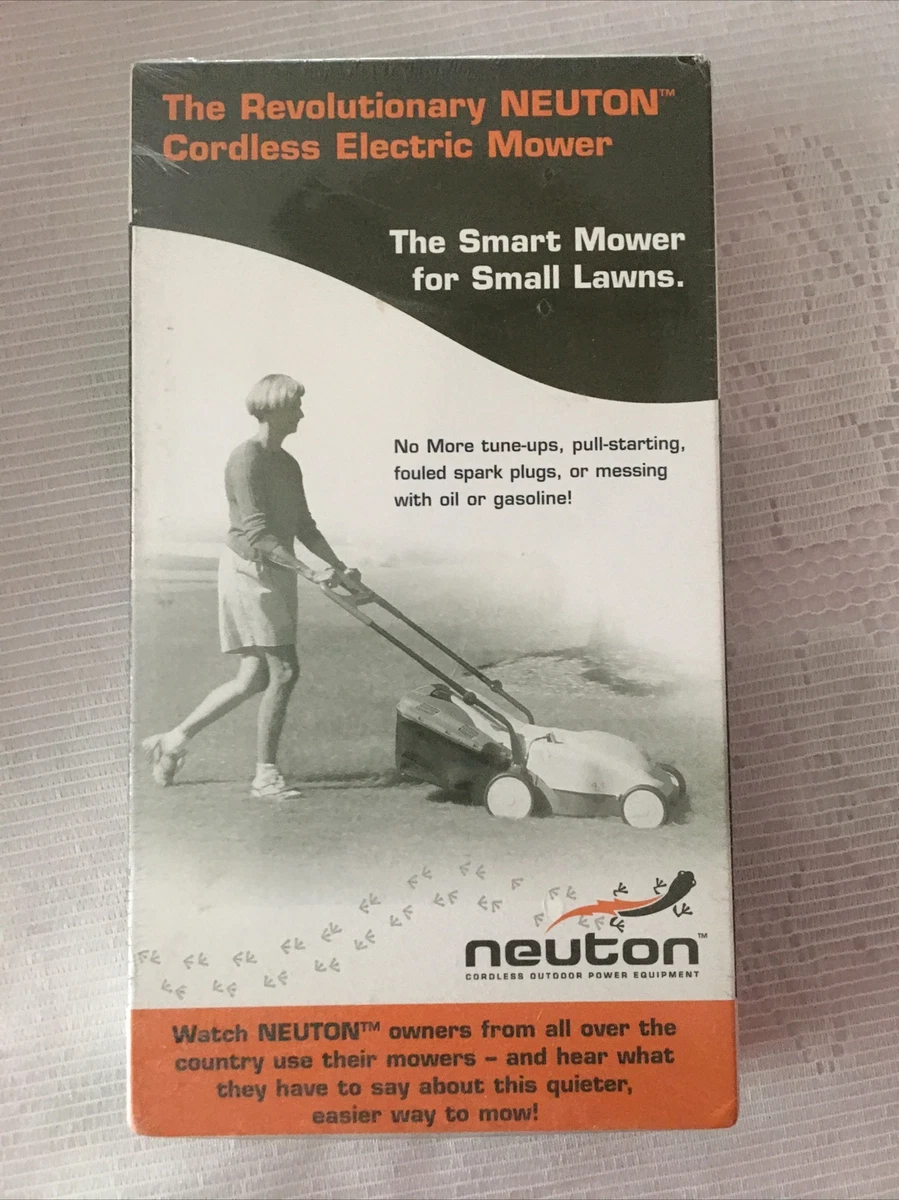 The Revolutionary NEUTON™
Cordless Electric Mower
The Smart Mower
for Small Lawns.
No More tune-ups, pull-starting,
fouled spark plugs, or messing
with oil or gasoline!
neuton™
CORDLESS OUTDOOR POWER EQUIPMENT
Watch NEUTON™ owners from all over the
country use their mowers – and hear what
they have to say about this quieter,
easier way to mow!